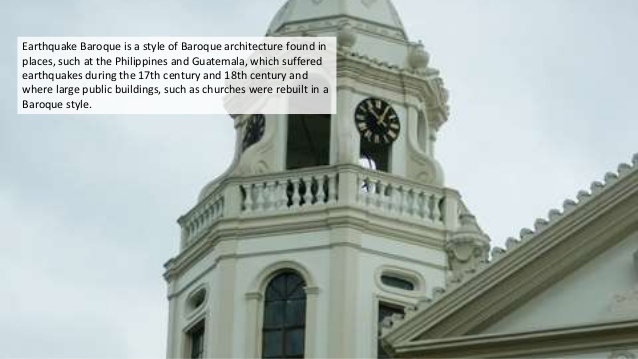 Earthquake Baroque is a style of Baroque architecture found in
places, such at the Philippines and Guatemala, which suffered
earthquakes during the 17th century and 18th century and
where large public buildings, such as churches were rebuilt in a
Baroque style.